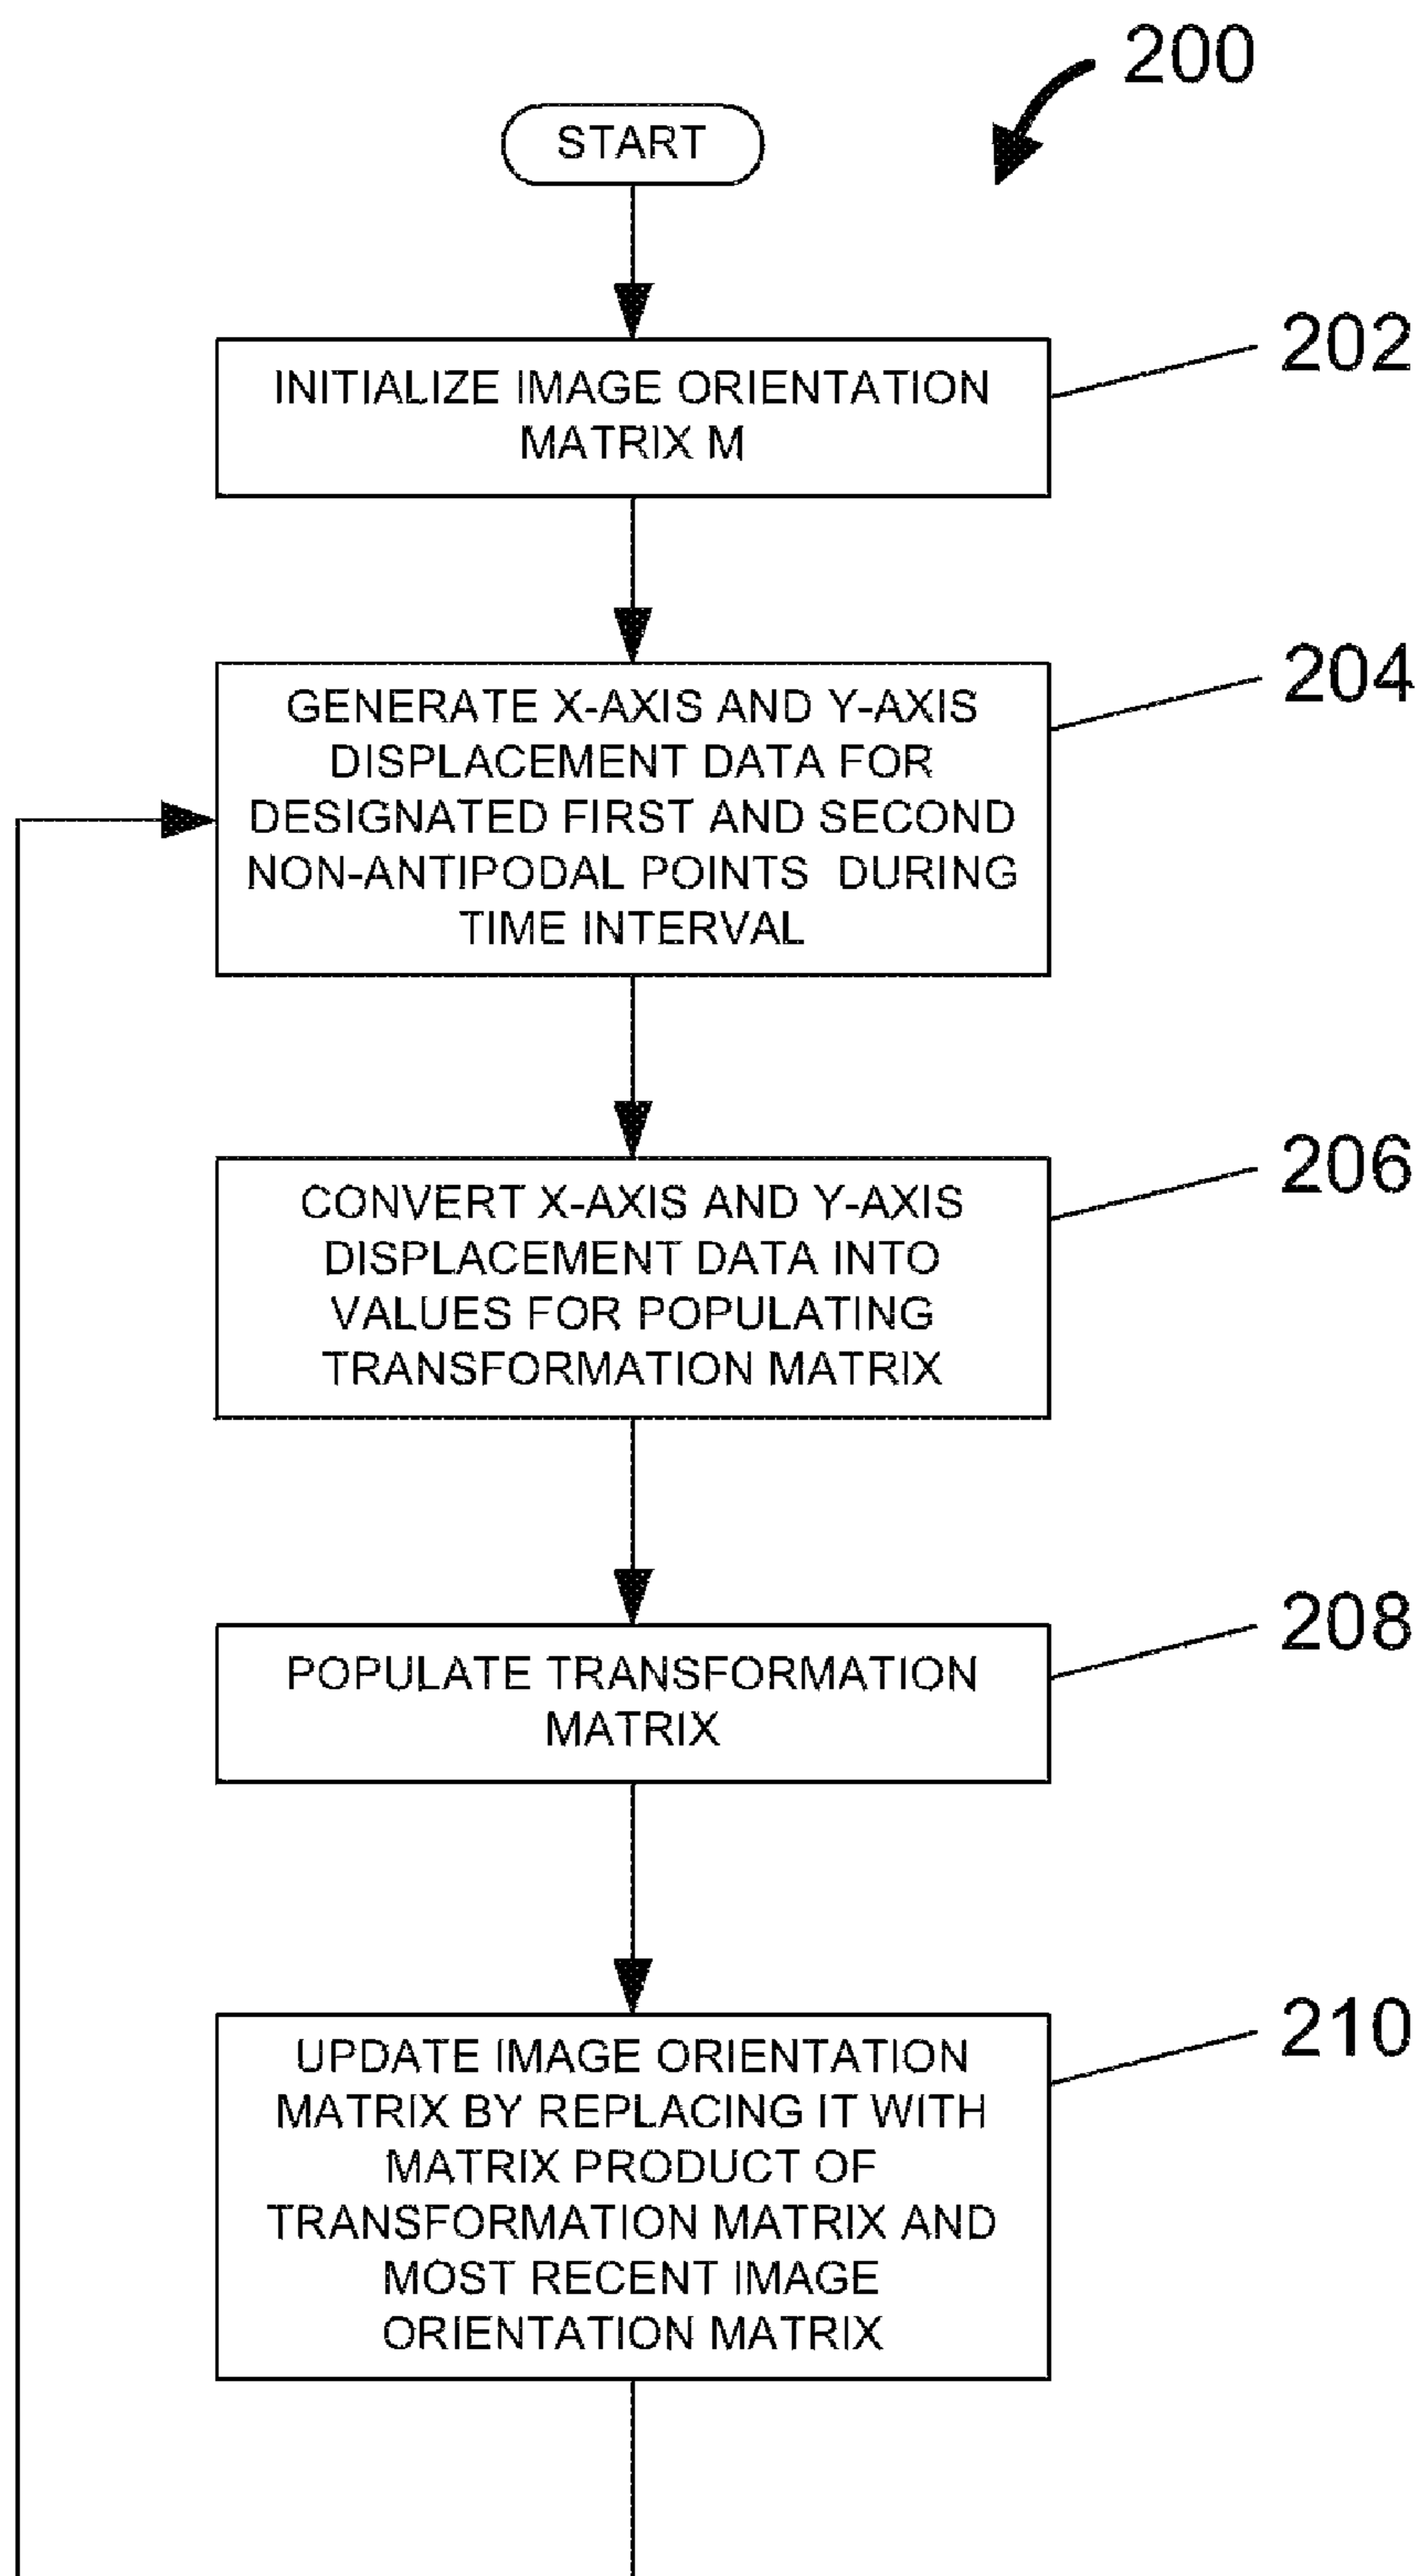 200
START
202
INITIALIZE IMAGE ORIENTATION
MATRIX M
204
GENERATE X-AXIS AND Y-AXIS
DISPLACEMENT DATA FOR
DESIGNATED FIRST AND SECOND
NON-ANTIPODAL POINTS DURING
TIME INTERVAL
206
CONVERT X-AXIS AND Y-AXIS
DISPLACEMENT DATA INTO
VALUES FOR POPULATING
TRANSFORMATION MATRIX
208
POPULATE TRANSFORMATION
MATRIX
210
UPDATE IMAGE ORIENTATION
MATRIX BY REPLACING IT WITH
MATRIX PRODUCT OF
TRANSFORMATION MATRIX AND
MOST RECENT IMAGE
ORIENTATION MATRIX